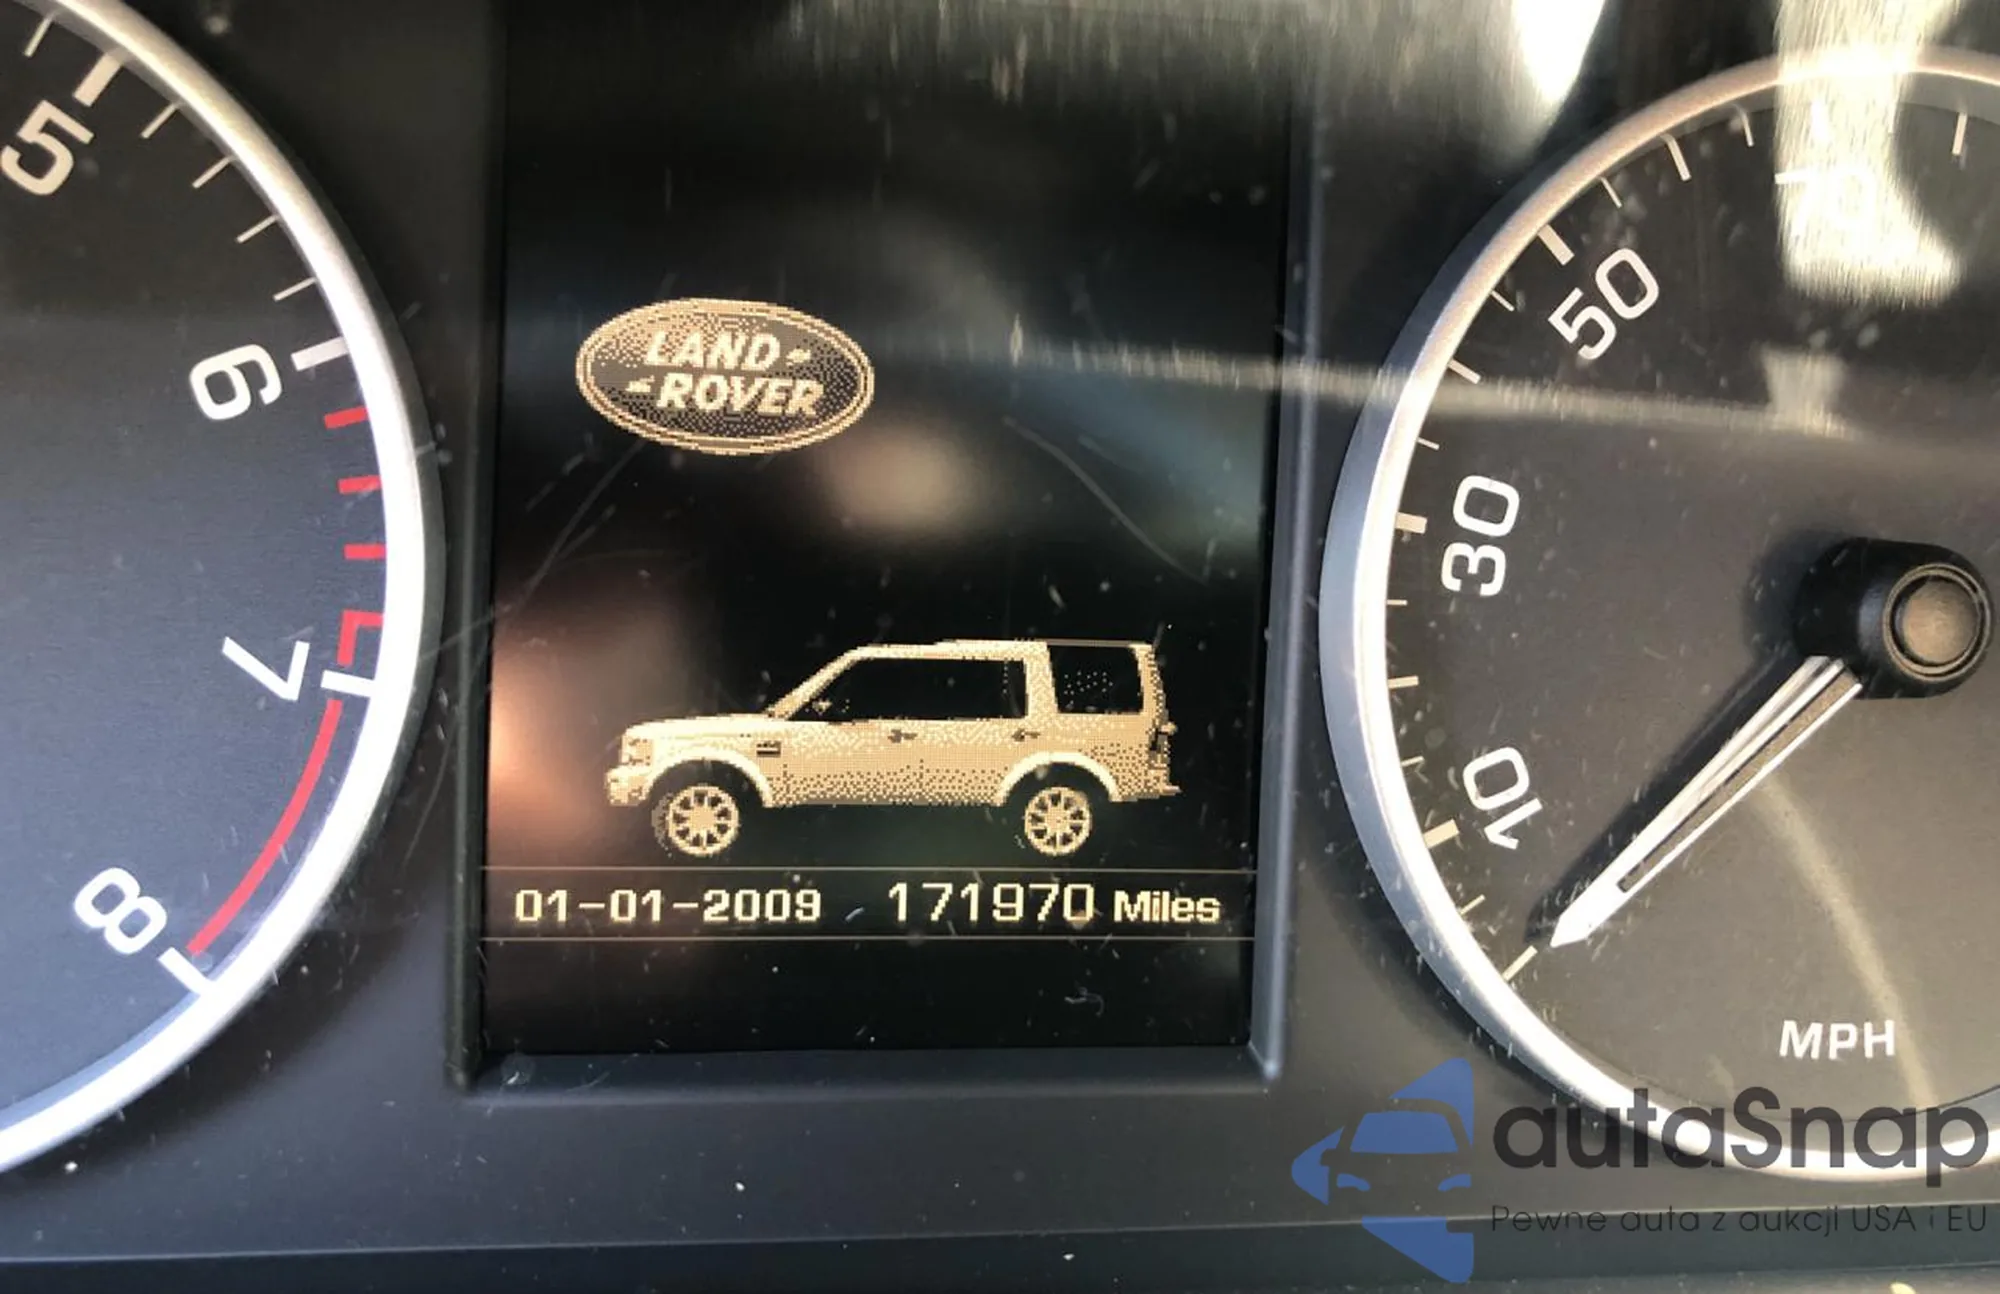 5
6
7
8
LAND
ROVER
01-01-2009 171970 Miles
70
50
30
10
MPH
autaSnap
Pewne auta z aukcji USA i EU